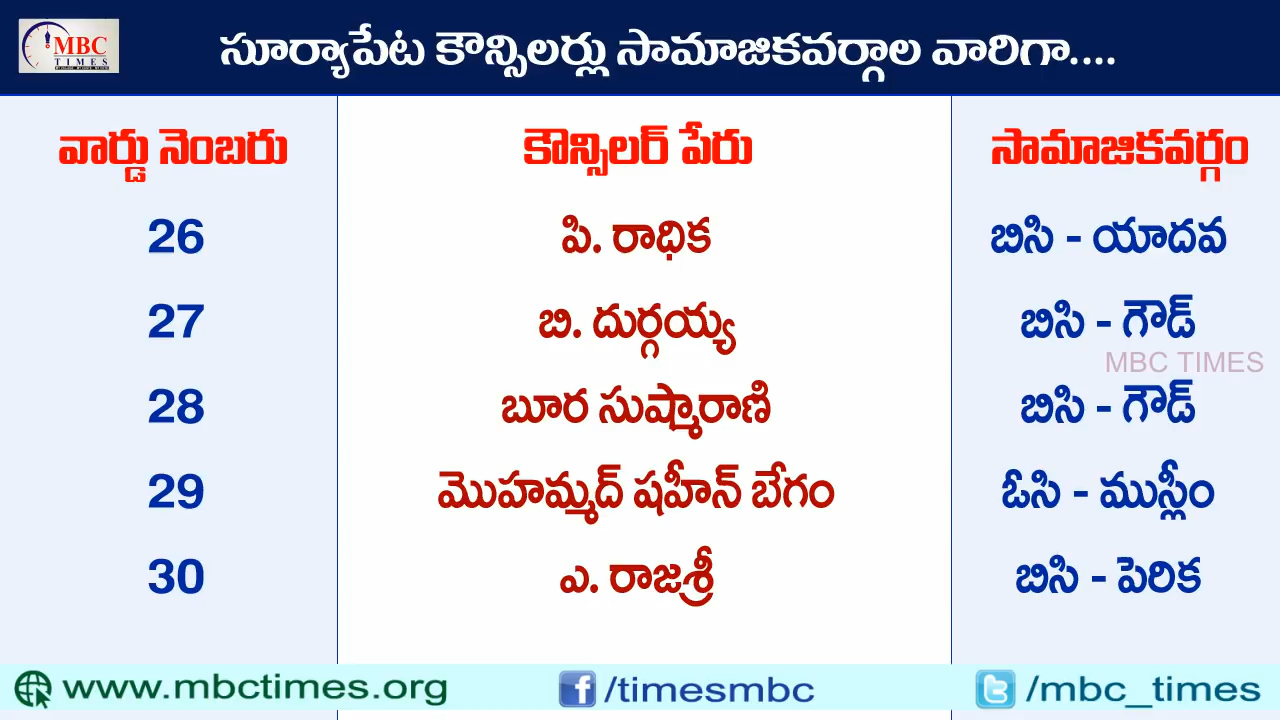 MBC
TIMES
సూర్యాపేట కౌన్సిలర్లు సామాజికవర్గాల వారిగా....
వార్డు నెంబరు కౌన్సిలర్ పేరు సామాజికవర్గం
26 పి. రాధిక బిసి - యాదవ
27 బి. దుర్గయ్య బిసి - గౌడ్
MBC TIMES
28 బూర సుష్మారాణి బిసి - గౌడ్
29 మొహమ్మద్ షహీన్ బేగం ఓసి - ముస్లీం
30 ఎ. రాజశ్రీ బిసి - పెరిక
www.mbctimes.org /timesmbc /mbc_times